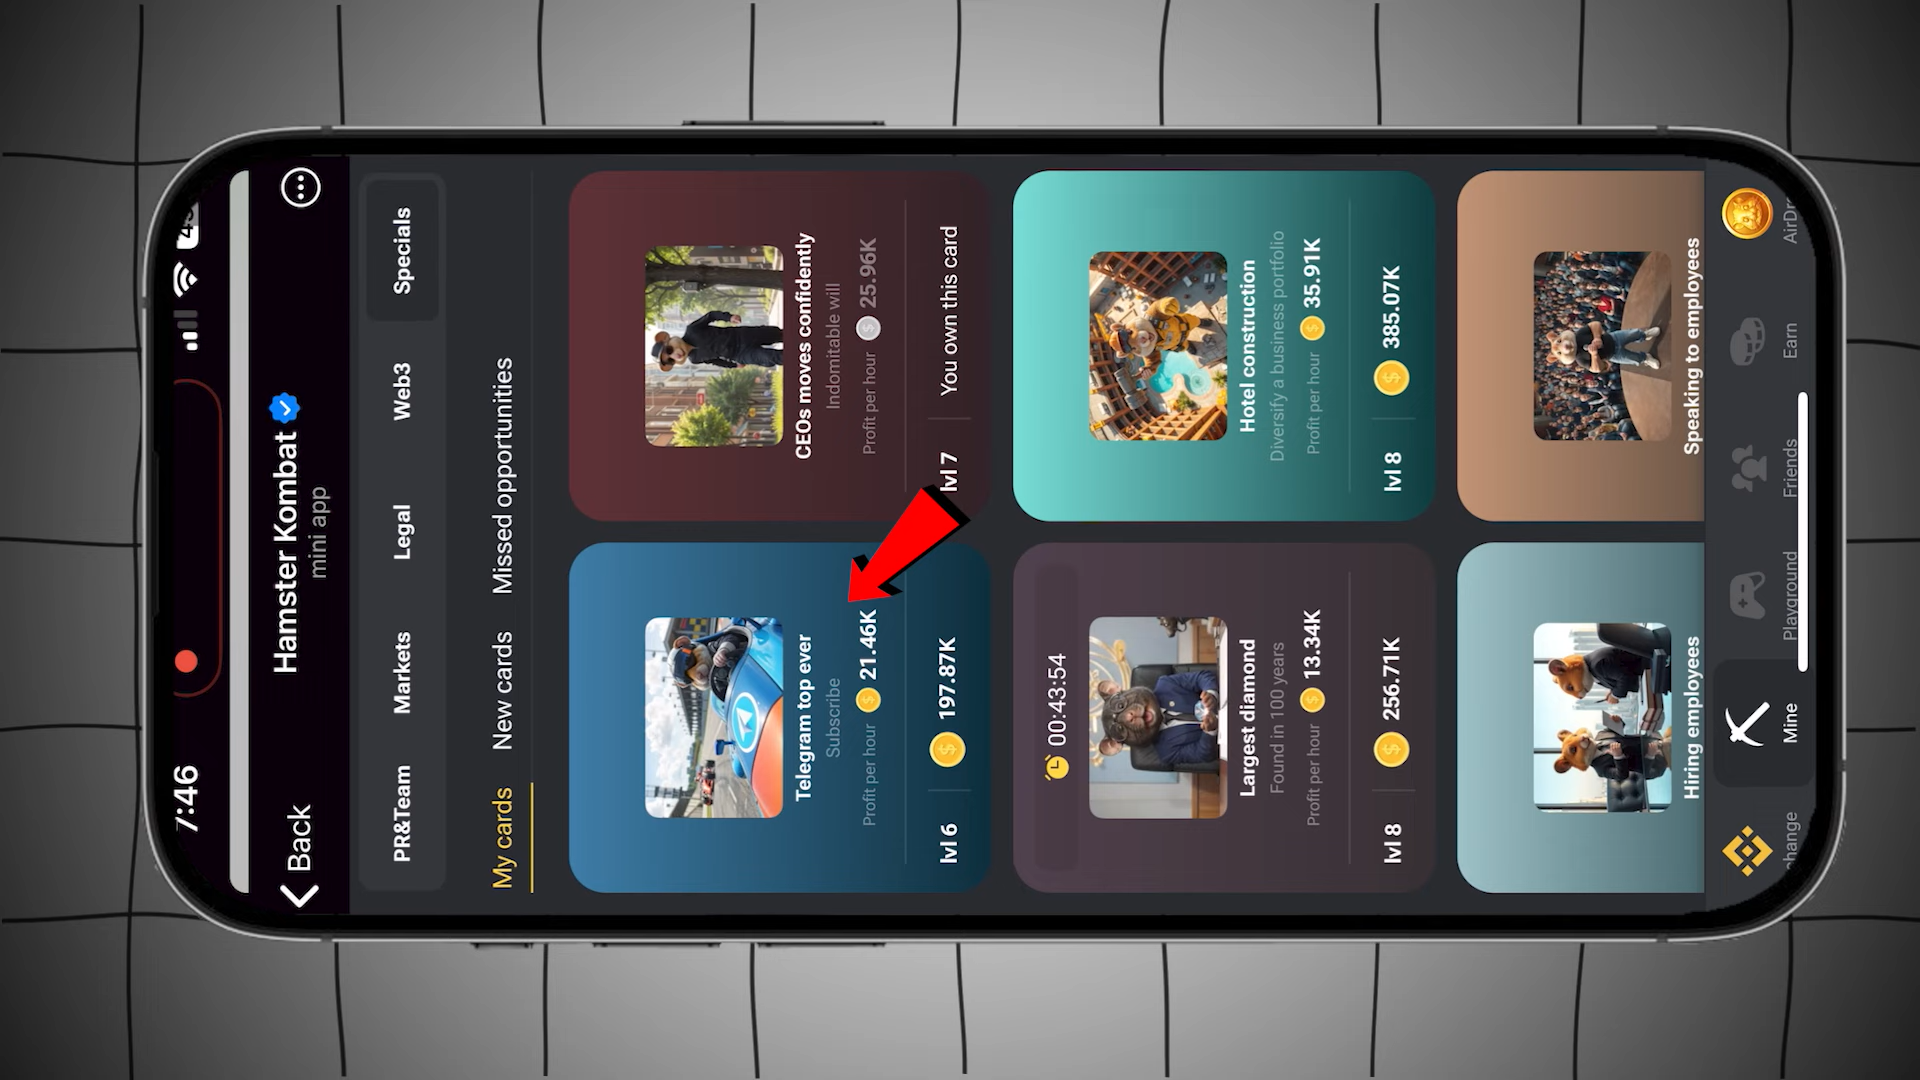 7:46
Back
Hamster Kombat
mini app
PR&Team
Markets
Legal
Web3
Specials
My cards
New cards
Missed opportunities
Telegram top ever
Subscribe
Profit per hour 21.46K
lvl 6
197.87K
CEOs moves confidently
Indomitable will
Profit per hour 25.96K
lvl 7
You own this card
00:43:54
Largest diamond
Found in 100 years
Profit per hour 13.34K
lvl 8
256.71K
Hotel construction
Diversify a business portfolio
Profit per hour 35.91K
lvl 8
385.07K
Hiring employees
Speaking to employees
Mine
Playground
Friends
Earn